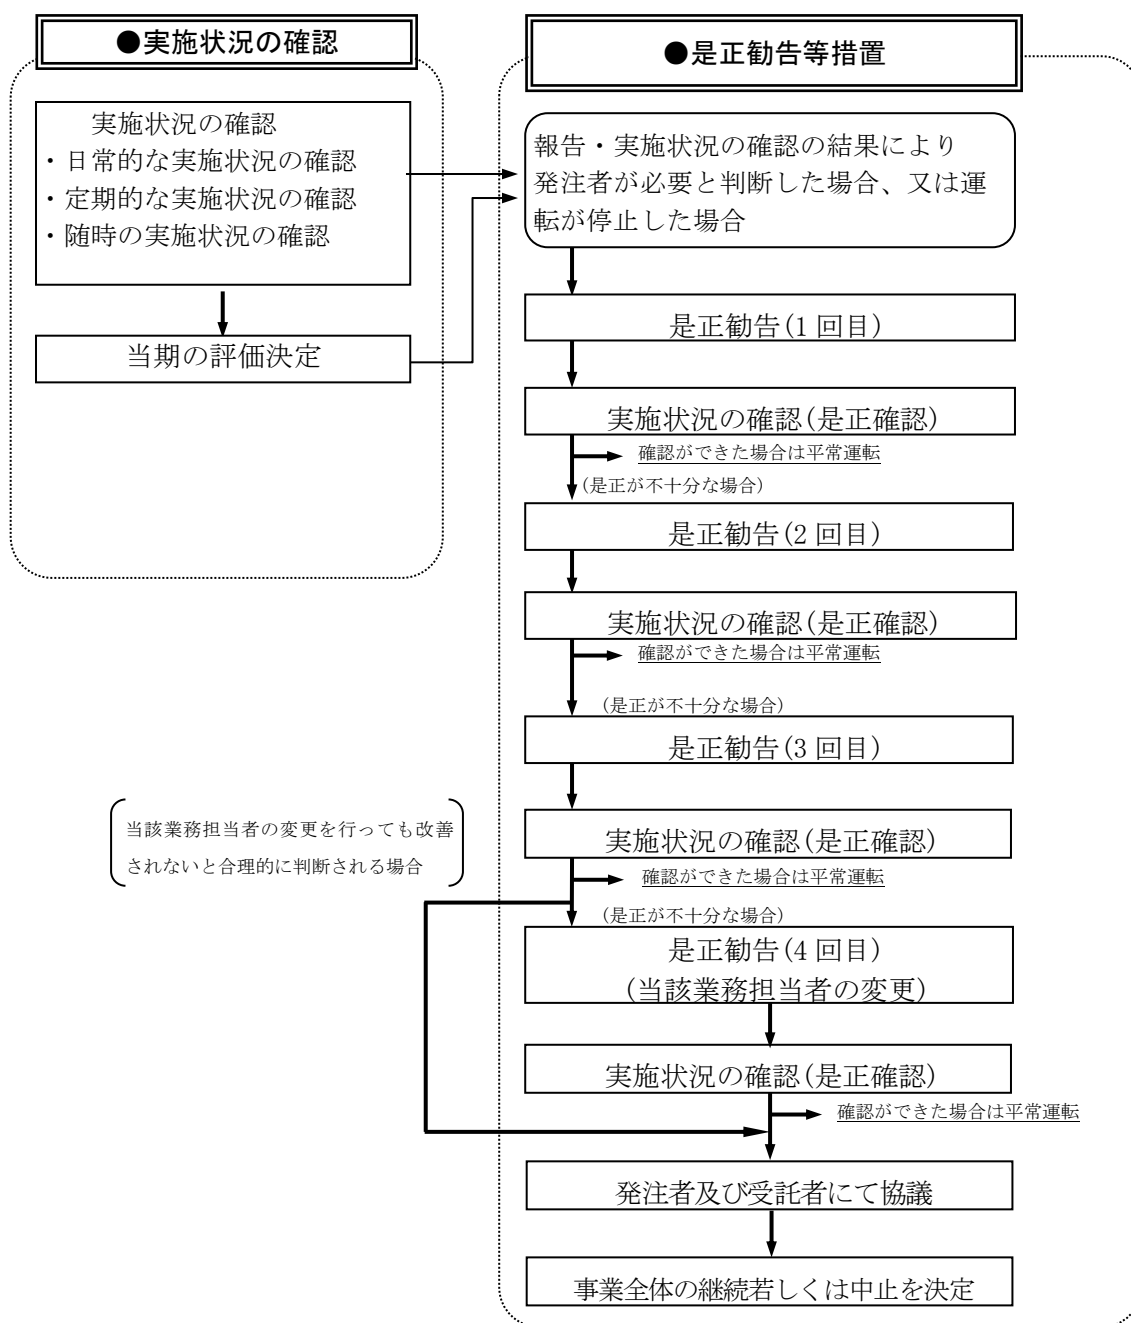 ●実施状況の確認
実施状況の確認
・日常的な実施状況の確認
・定期的な実施状況の確認
・随時の実施状況の確認
当期の評価決定
●是正勧告等措置
報告・実施状況の確認の結果により
発注者が必要と判断した場合、又は運
転が停止した場合
是正勧告(1 回目)
実施状況の確認(是正確認)
確認ができた場合は平常運転
(是正が不十分な場合)
是正勧告(2 回目)
実施状況の確認(是正確認)
確認ができた場合は平常運転
(是正が不十分な場合)
是正勧告(3 回目)
当該業務担当者の変更を行っても改善
されないと合理的に判断される場合
実施状況の確認(是正確認)
確認ができた場合は平常運転
(是正が不十分な場合)
是正勧告(4 回目)
(当該業務担当者の変更)
実施状況の確認(是正確認)
確認ができた場合は平常運転
発注者及び受託者にて協議
事業全体の継続若しくは中止を決定